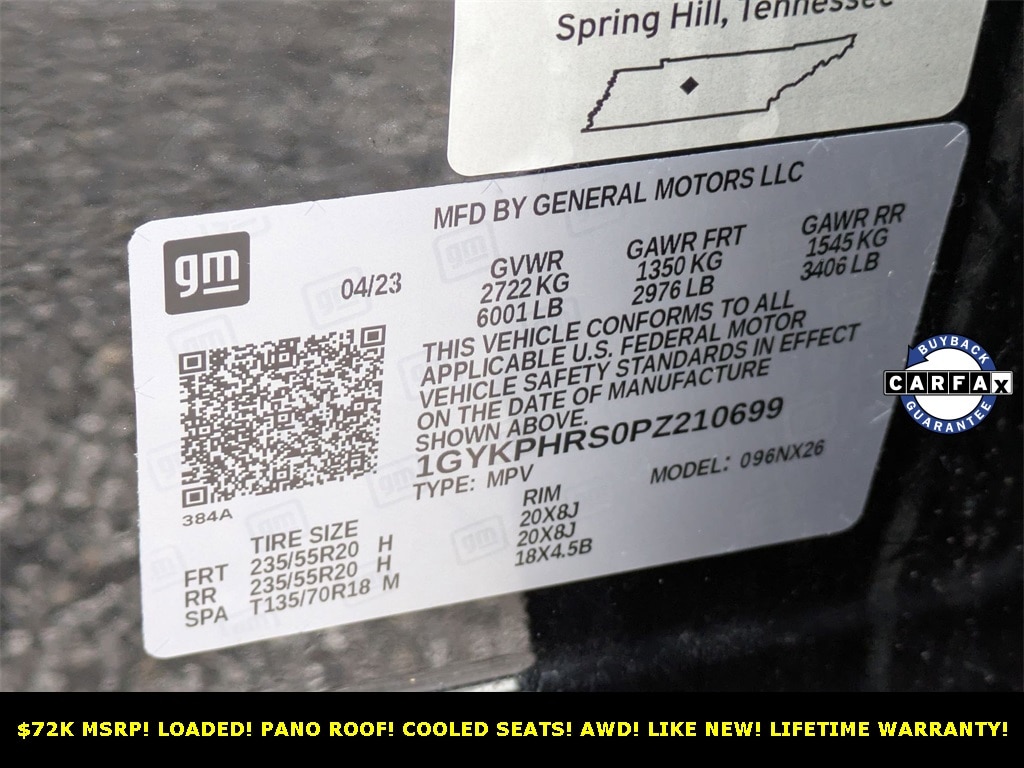 Spring Hill, Tennessee
MFD BY GENERAL MOTORS LLC
gm
04/23
GVWR
2722 KG
6001 LB
GAWR FRT
1350 KG
2976 LB
GAWR RR
1545 KG
3406 LB
THIS VEHICLE CONFORMS TO ALL
APPLICABLE U.S. FEDERAL MOTOR
VEHICLE SAFETY STANDARDS IN EFFECT
ON THE DATE OF MANUFACTURE
SHOWN ABOVE.
1GYKPHRS0PZ210699
TYPE: MPV
MODEL: 096NX26
384A
TIRE SIZE
RIM
FRT 235/55R20 H 20X8J
RR 235/55R20 H 20X8J
SPA T135/70R18 M 18X4.5B
BUYBACK
CARFAX
GUARANTEE
$72K MSRP! LOADED! PANO ROOF! COOLED SEATS! AWD! LIKE NEW! LIFETIME WARRANTY!